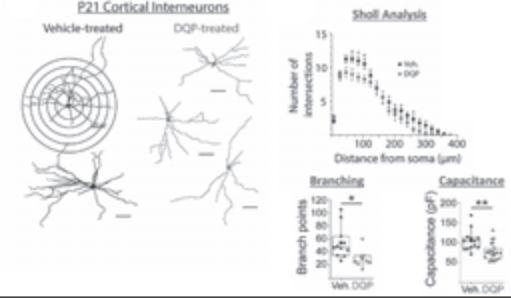 P21 Cortical Interneurons
Vehicle-treated
DQP-treated
Sholl Analysis
Number of
intersections
15
10
5
Veh.
DQP
100 200 300 400
Distance from soma (μm)
Branching
Branch points
120
100
80
60
40
20
*
Veh. DQP
Capacitance
Capacitance (pF)
200
150
100
50
**
Veh. DQP